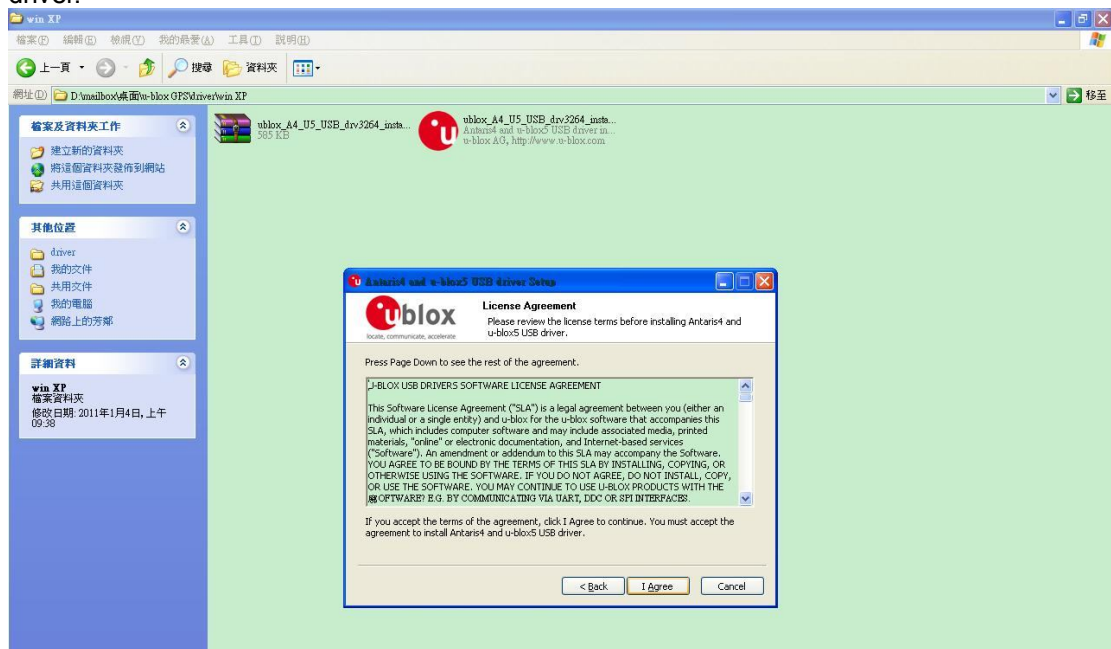 driver.
win XP
檔案(F) 編輯(E) 檢視(V) 我的最愛(A) 工具(T) 說明(H)
上一頁 搜尋 資料夾
網址(D) D:\mailbox\桌面\u-blox GPS\driver\win XP 移至
檔案及資料夾工作
建立新的資料夾
將這個資料夾發佈到網站
共用這個資料夾
其他位置
driver
我的文件
共用文件
我的電腦
網路上的芳鄰
詳細資料
win XP
檔案資料夾
修改日期: 2011年1月4日, 上午
09:38
ublox_A4_U5_USB_drv3264_insta...
585 KB
ublox_A4_U5_USB_drv3264_insta...
Antaris4 and u-blox5 USB driver in...
u-blox AG, http://www.u-blox.com
Antaris4 and u-blox5 USB driver Setup
ublox
locate, communicate, accelerate
License Agreement
Please review the license terms before installing Antaris4 and
u-blox5 USB driver.
Press Page Down to see the rest of the agreement.
U-BLOX USB DRIVERS SOFTWARE LICENSE AGREEMENT
This Software License Agreement ("SLA") is a legal agreement between you (either an
individual or a single entity) and u-blox for the u-blox software that accompanies this
SLA, which includes computer software and may include associated media, printed
materials, "online" or electronic documentation, and Internet-based services
("Software"). An amendment or addendum to this SLA may accompany the Software.
YOU AGREE TO BE BOUND BY THE TERMS OF THIS SLA BY INSTALLING, COPYING, OR
OTHERWISE USING THE SOFTWARE. IF YOU DO NOT AGREE, DO NOT INSTALL, COPY,
OR USE THE SOFTWARE. YOU MAY CONTINUE TO USE U-BLOX PRODUCTS WITH THE
OFTWARE? E.G. BY COMMUNICATING VIA UART, DDC OR SPI INTERFACES.
If you accept the terms of the agreement, click I Agree to continue. You must accept the
agreement to install Antaris4 and u-blox5 USB driver.
< Back I Agree Cancel